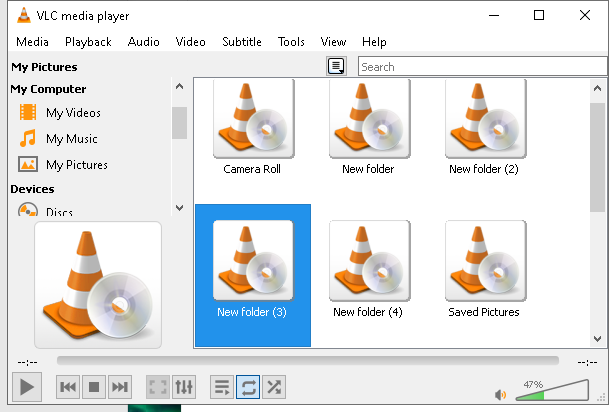 VLC media player
Media Playback Audio Video Subtitle Tools View Help
My Pictures
Search
My Computer
My Videos
My Music
My Pictures
Devices
Discs
Camera Roll New folder New folder (2)
New folder (3) New folder (4) Saved Pictures
--:-- --:--
47%